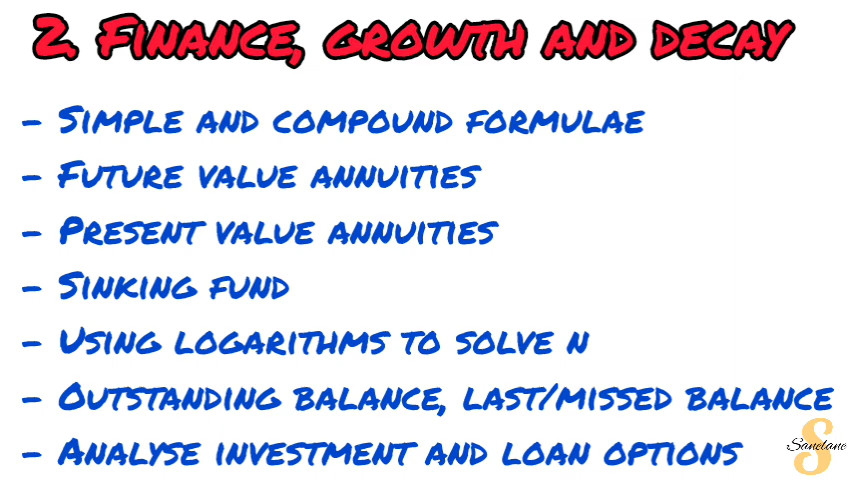 2. Finance, growth and decay
- Simple and compound formulae
- Future value annuities
- Present value annuities
- Sinking fund
- Using logarithms to solve n
- Outstanding balance, last/missed balance
- Analyse investment and loan options
S
Sanelane